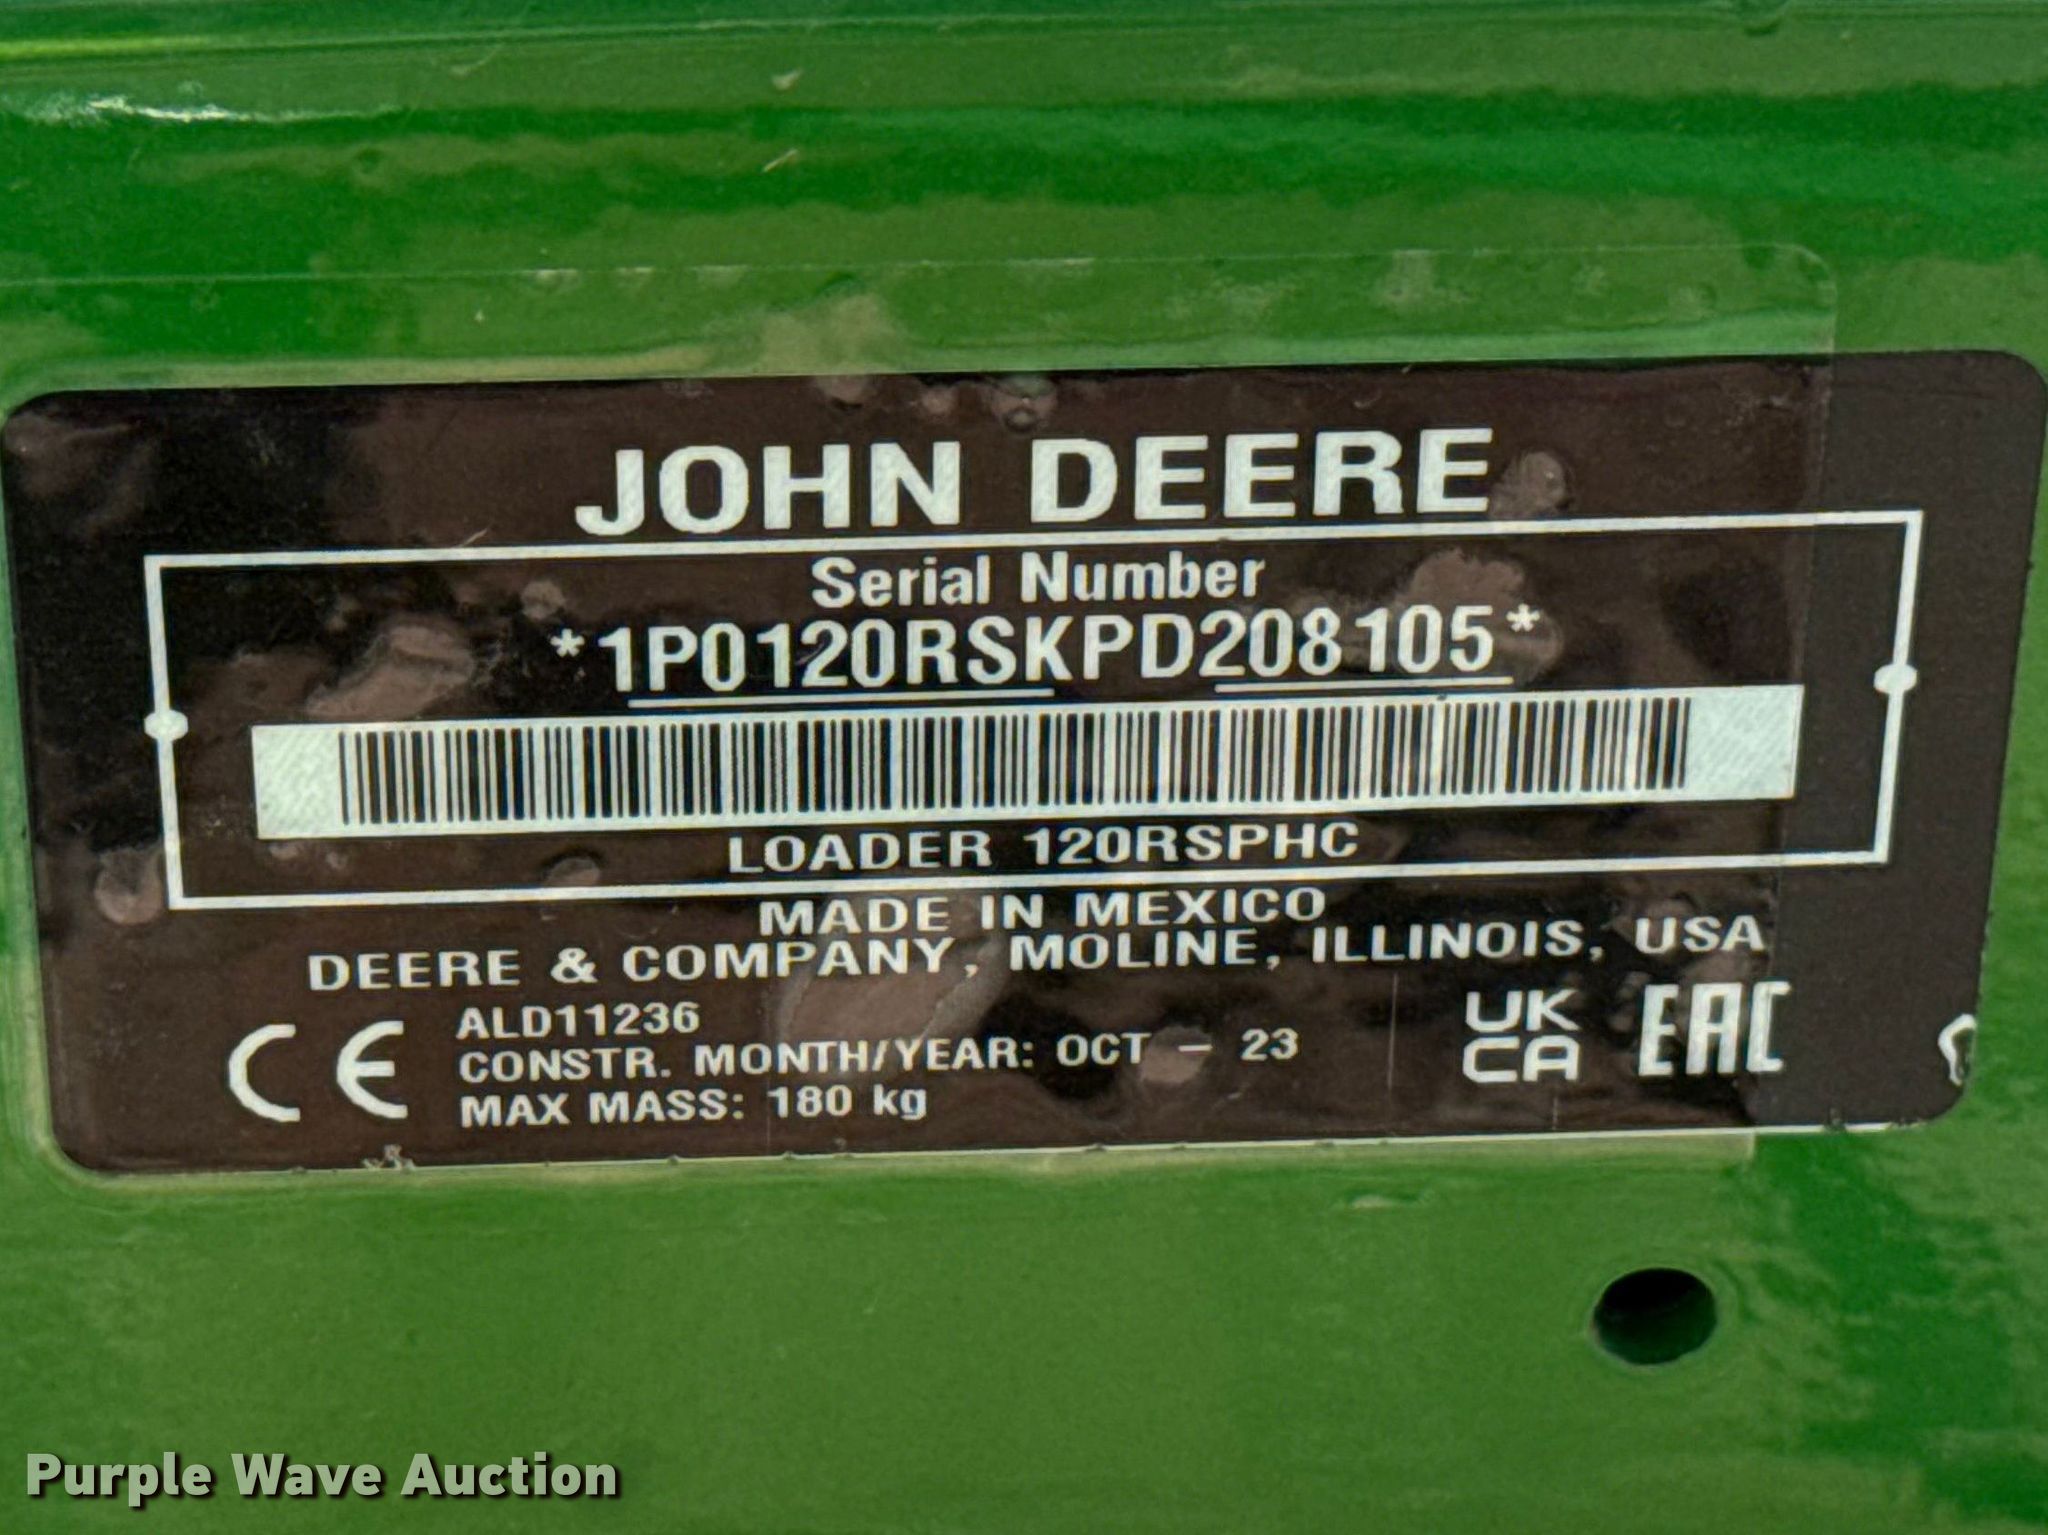 JOHN DEERE
Serial Number
*1P0120RSKPD208105*
LOADER 120RSPHC
MADE IN MEXICO
DEERE & COMPANY, MOLINE, ILLINOIS, USA
CE
ALD11236
CONSTR. MONTH/YEAR: OCT - 23
MAX MASS: 180 kg
UK
CA
EAC
Purple Wave Auction